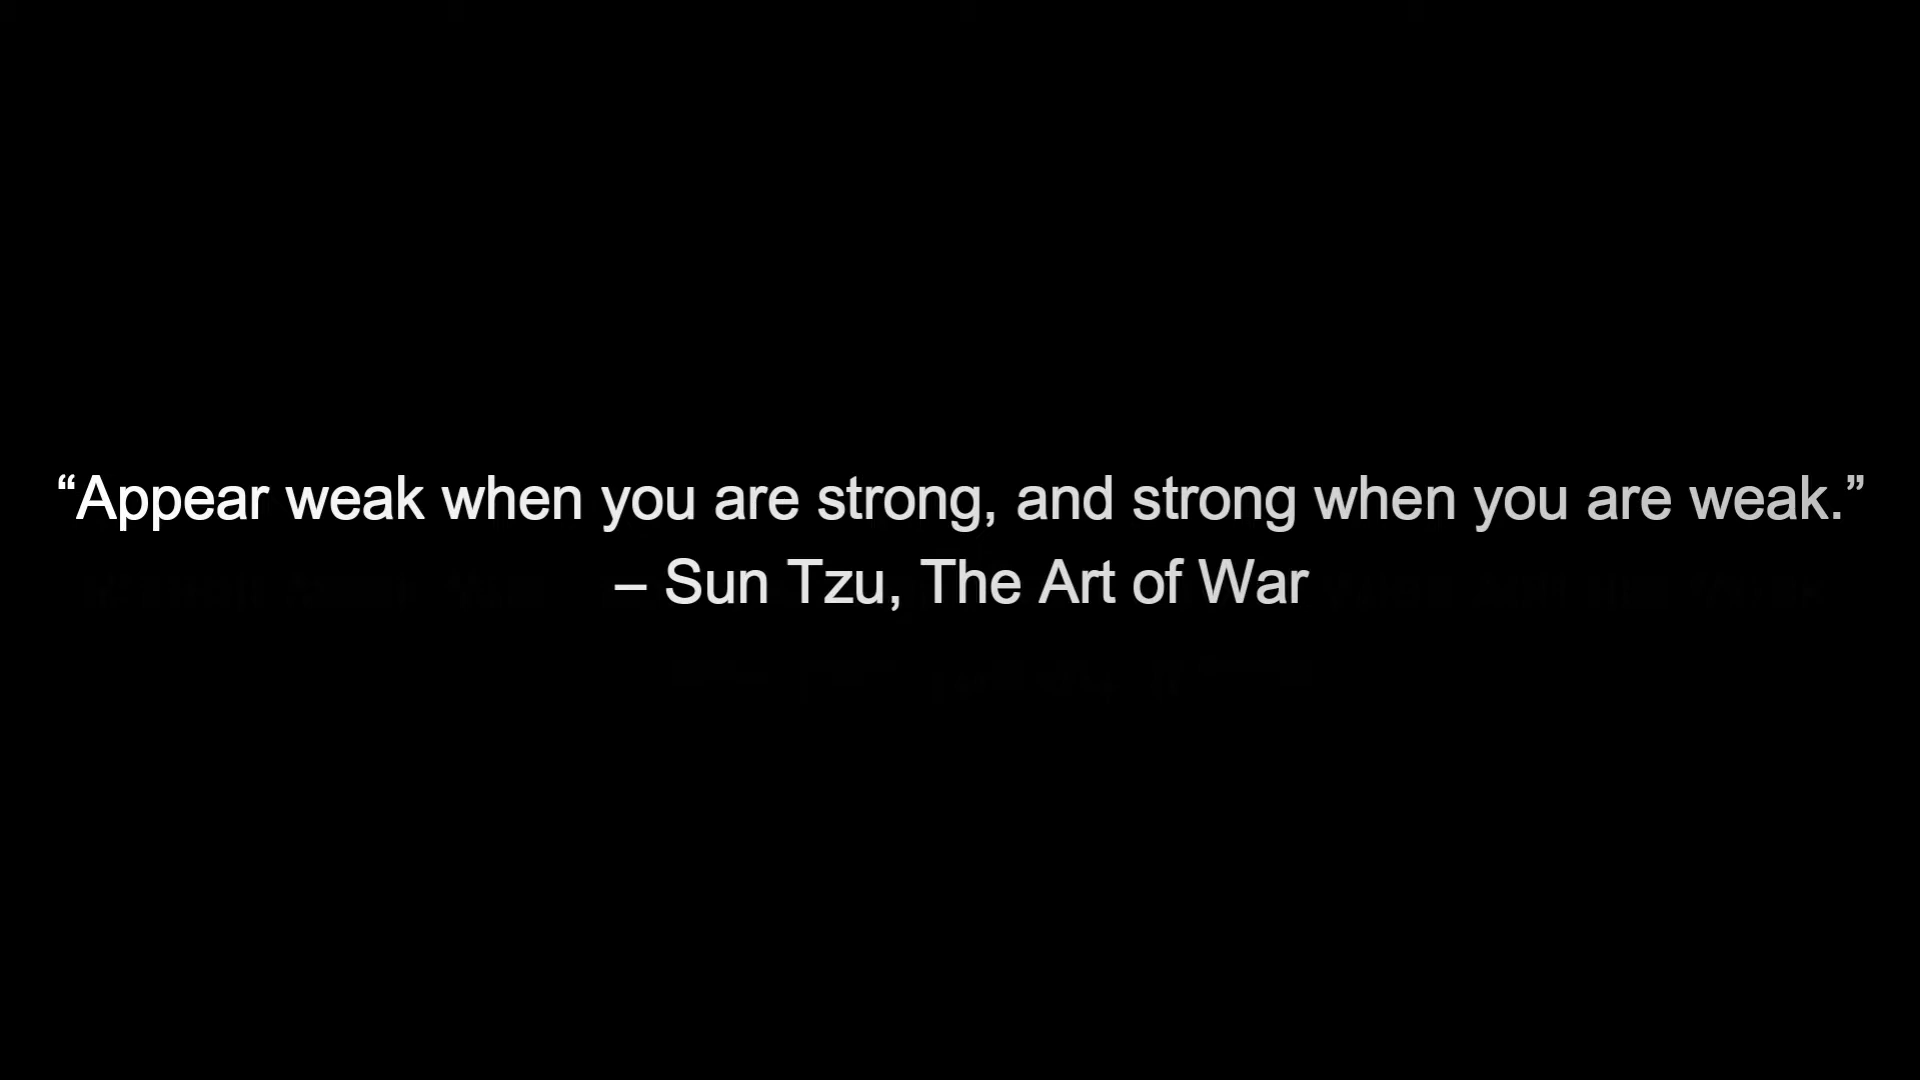 “Appear weak when you are strong, and strong when you are weak.”
– Sun Tzu, The Art of War